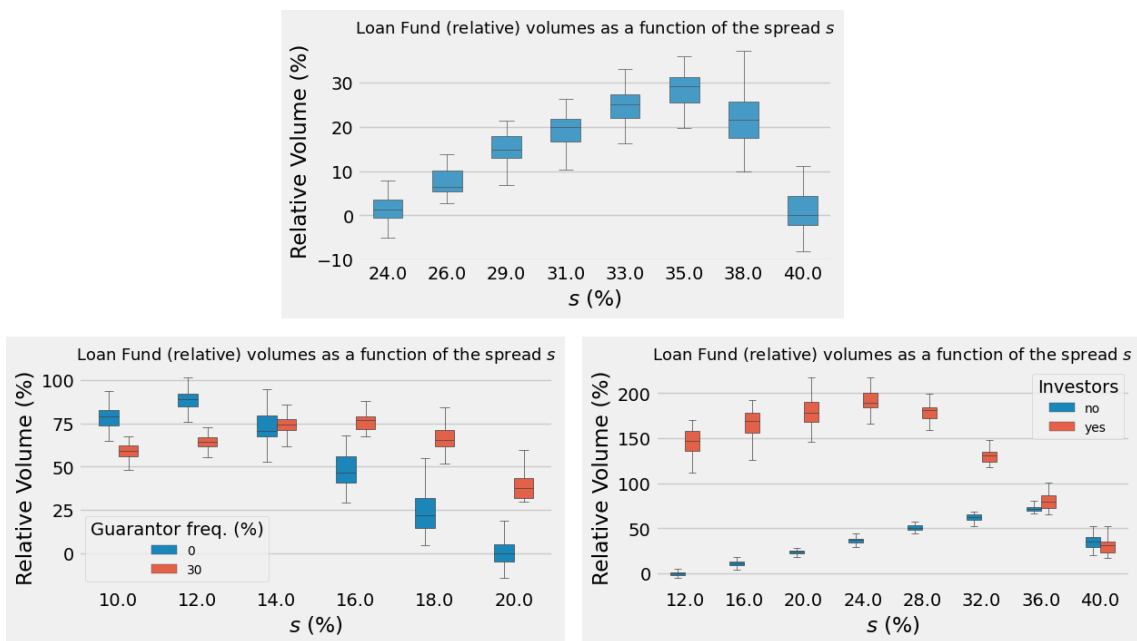 Loan Fund (relative) volumes as a function of the spread s
Relative Volume (%)
30
20
10
0
−10
24.0 26.0 29.0 31.0 33.0 35.0 38.0 40.0
s (%)
Loan Fund (relative) volumes as a function of the spread s
Relative Volume (%)
100
75
50
25
0
Guarantor freq. (%)
0
30
10.0 12.0 14.0 16.0 18.0 20.0
s (%)
Loan Fund (relative) volumes as a function of the spread s
Relative Volume (%)
200
150
100
50
0
Investors
no
yes
12.0 16.0 20.0 24.0 28.0 32.0 36.0 40.0
s (%)